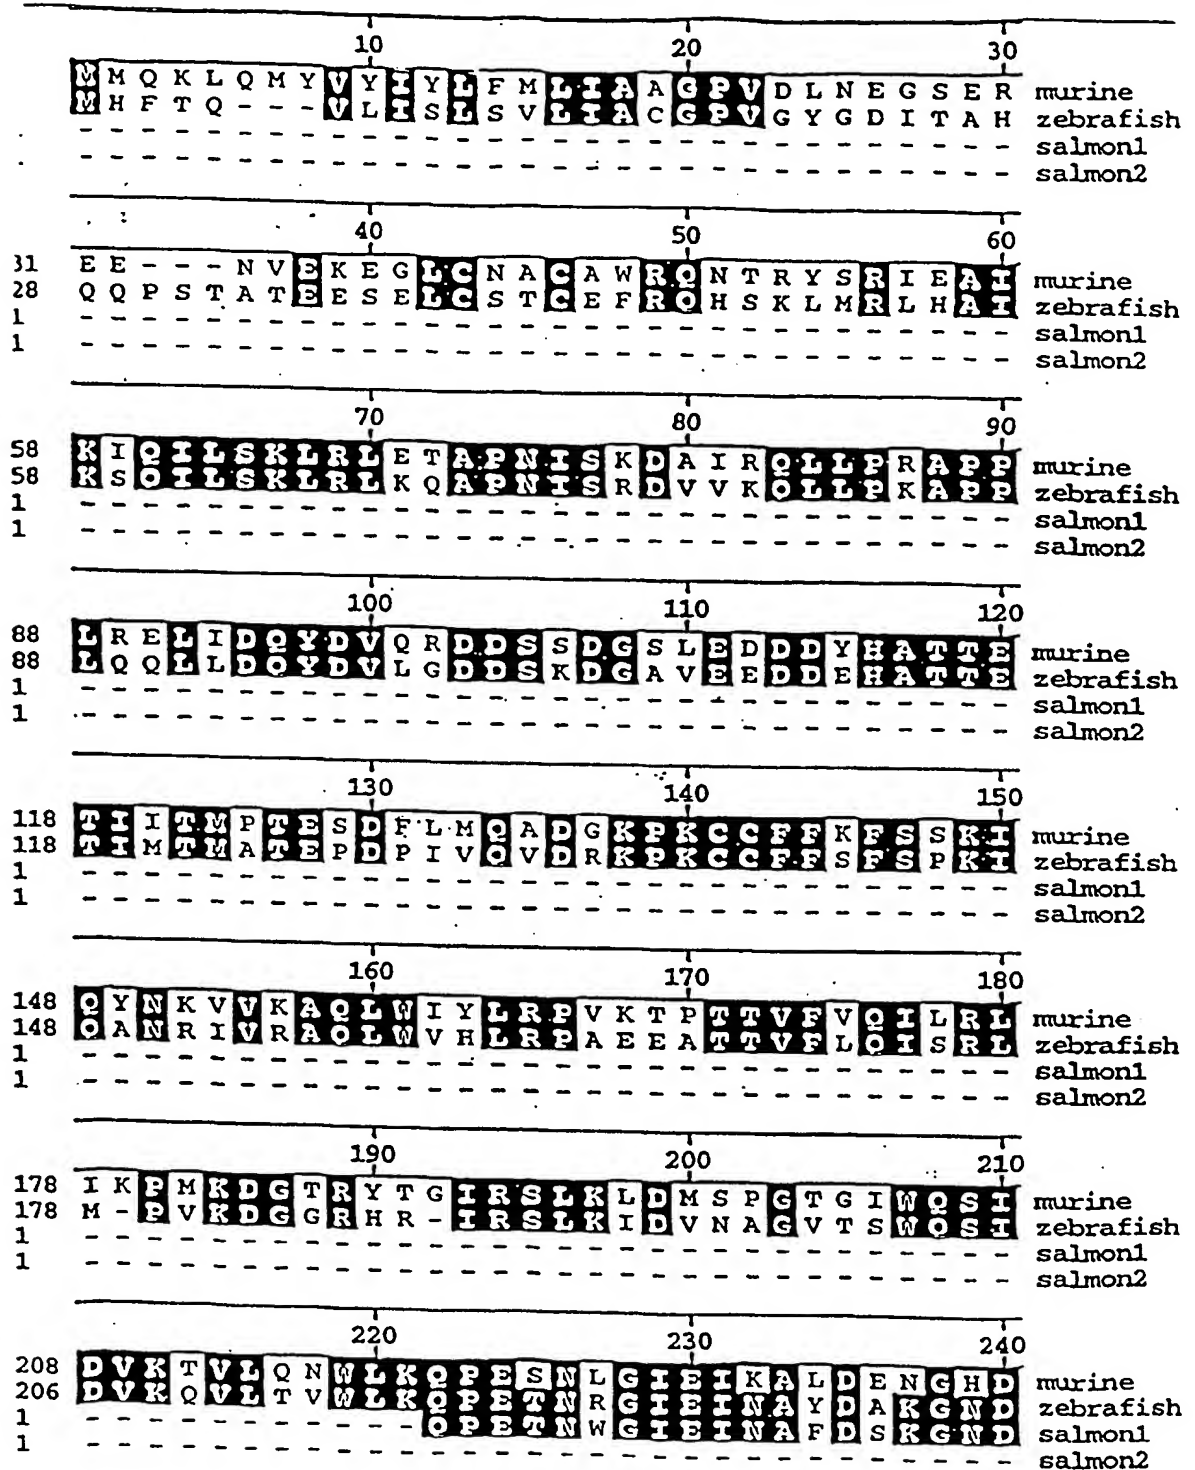 10 20 30
M M Q K L Q M Y V Y I Y L F M L I A A G P V D L N E G S E R murine
M H F T Q - - - V L I S L S V L I A C G P V G Y G D I T A H zebrafish
- - - - - - - - - - - - - - - - - - - - - - - - - - - - - - salmon1
- - - - - - - - - - - - - - - - - - - - - - - - - - - - - - salmon2
40 50 60
31 E E - - - N V E K E G L C N A C A W R Q N T R Y S R I E A I murine
28 Q Q P S T A T E E S E L C S T C E F R Q H S K L M R L H A I zebrafish
1 - - - - - - - - - - - - - - - - - - - - - - - - - - - - - - salmon1
1 - - - - - - - - - - - - - - - - - - - - - - - - - - - - - - salmon2
70 80 90
58 K I Q I L S K L R L E T A P N I S K D A I R Q L L P R A P P murine
58 K S Q I L S K L R L K Q A P N I S R D V V K Q L L P K A P P zebrafish
1 - - - - - - - - - - - - - - - - - - - - - - - - - - - - - - salmon1
1 - - - - - - - - - - - - - - - - - - - - - - - - - - - - - - salmon2
100 110 120
88 L R E L I D Q Y D V Q R D D S S D G S L E D D D Y H A T T E murine
88 L Q Q L L D Q Y D V L G D D S K D G A V E E D D E H A T T E zebrafish
1 - - - - - - - - - - - - - - - - - - - - - - - - - - - - - - salmon1
1 - - - - - - - - - - - - - - - - - - - - - - - - - - - - - - salmon2
130 140 150
118 T I I T M P T E S D F L M Q A D G K P K C C F F K F S S K I murine
118 T I M T M A T E P D P I V Q V D R K P K C C F F S F S P K I zebrafish
1 - - - - - - - - - - - - - - - - - - - - - - - - - - - - - - salmon1
1 - - - - - - - - - - - - - - - - - - - - - - - - - - - - - - salmon2
160 170 180
148 Q Y N K V V K A Q L W I Y L R P V K T P T T V F V Q I L R L murine
148 Q A N R I V R A Q L W V H L R P A E E A T T V F L Q I S R L zebrafish
1 - - - - - - - - - - - - - - - - - - - - - - - - - - - - - - salmon1
1 - - - - - - - - - - - - - - - - - - - - - - - - - - - - - - salmon2
190 200 210
178 I K P M K D G T R Y T G I R S L K L D M S P G T G I W Q S I murine
178 M - P V K D G G R H R - I R S L K I D V N A G V T S W Q S I zebrafish
1 - - - - - - - - - - - - - - - - - - - - - - - - - - - - - - salmon1
1 - - - - - - - - - - - - - - - - - - - - - - - - - - - - - - salmon2
220 230 240
208 D V K T V L Q N W L K Q P E S N L G I E I K A L D E N G H D murine
206 D V K Q V L T V W L K Q P E T N R G I E I N A Y D A K G N D zebrafish
1 - - - - - - - - - - - Q P E T N W G I E I N A F D S K G N D salmon1
1 - - - - - - - - - - - - - - - - - - - - - - - - - - - - - - salmon2